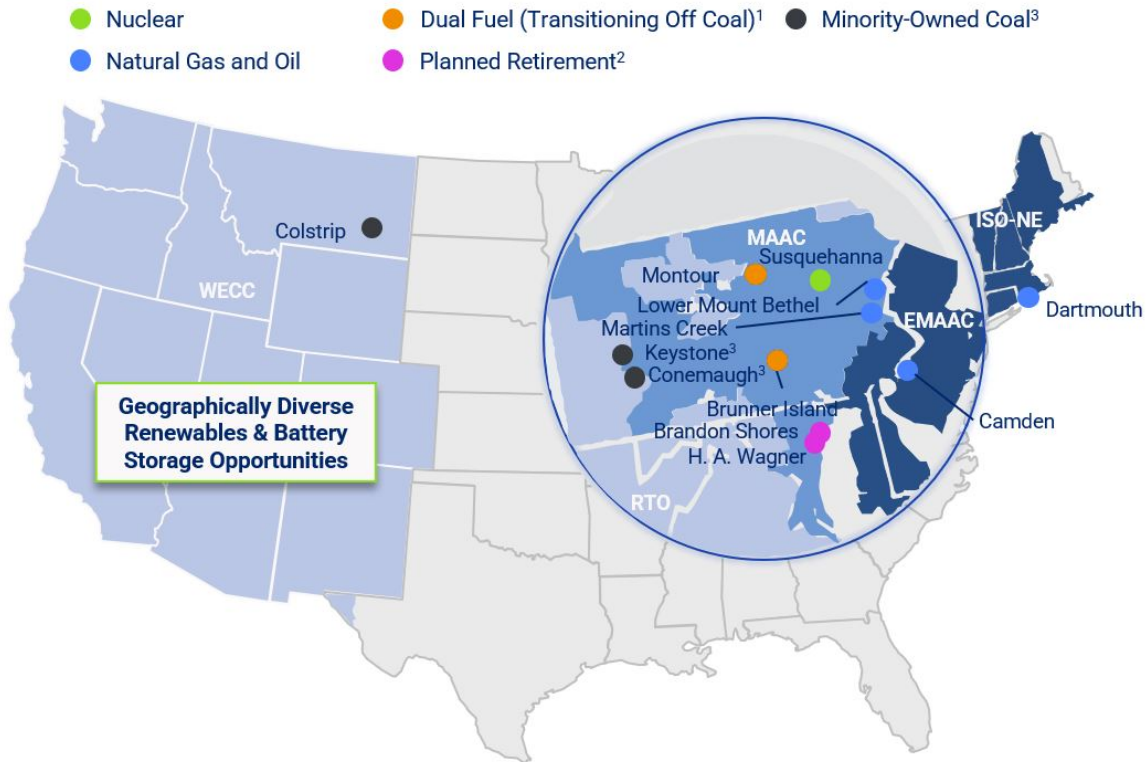 Nuclear
Dual Fuel (Transitioning Off Coal)¹
Minority-Owned Coal³
Natural Gas and Oil
Planned Retirement²
ISO-NE
MAAC
Colstrip
Susquehanna
Montour
WECC
Lower Mount Bethel
Dartmouth
EMAAC
Martins Creek
Keystone³
Conemaugh³
Geographically Diverse
Renewables & Battery
Storage Opportunities
Brunner Island
Camden
Brandon Shores
H. A. Wagner
RTO